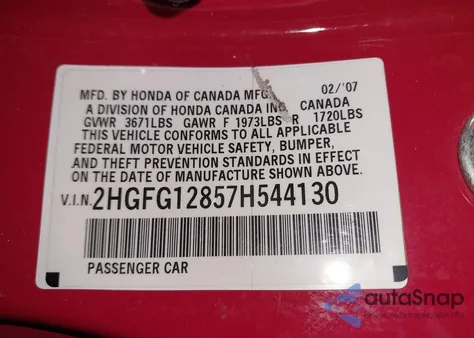 MFD. BY HONDA OF CANADA MFG. 02/'07
A DIVISION OF HONDA CANADA INC. CANADA
GVWR 3671LBS GAWR F 1973LBS R 1720LBS
THIS VEHICLE CONFORMS TO ALL APPLICABLE
FEDERAL MOTOR VEHICLE SAFETY, BUMPER,
AND THEFT PREVENTION STANDARDS IN EFFECT
ON THE DATE OF MANUFACTURE SHOWN ABOVE.
V.I.N. 2HGFG12857H544130
PASSENGER CAR
autoSnap